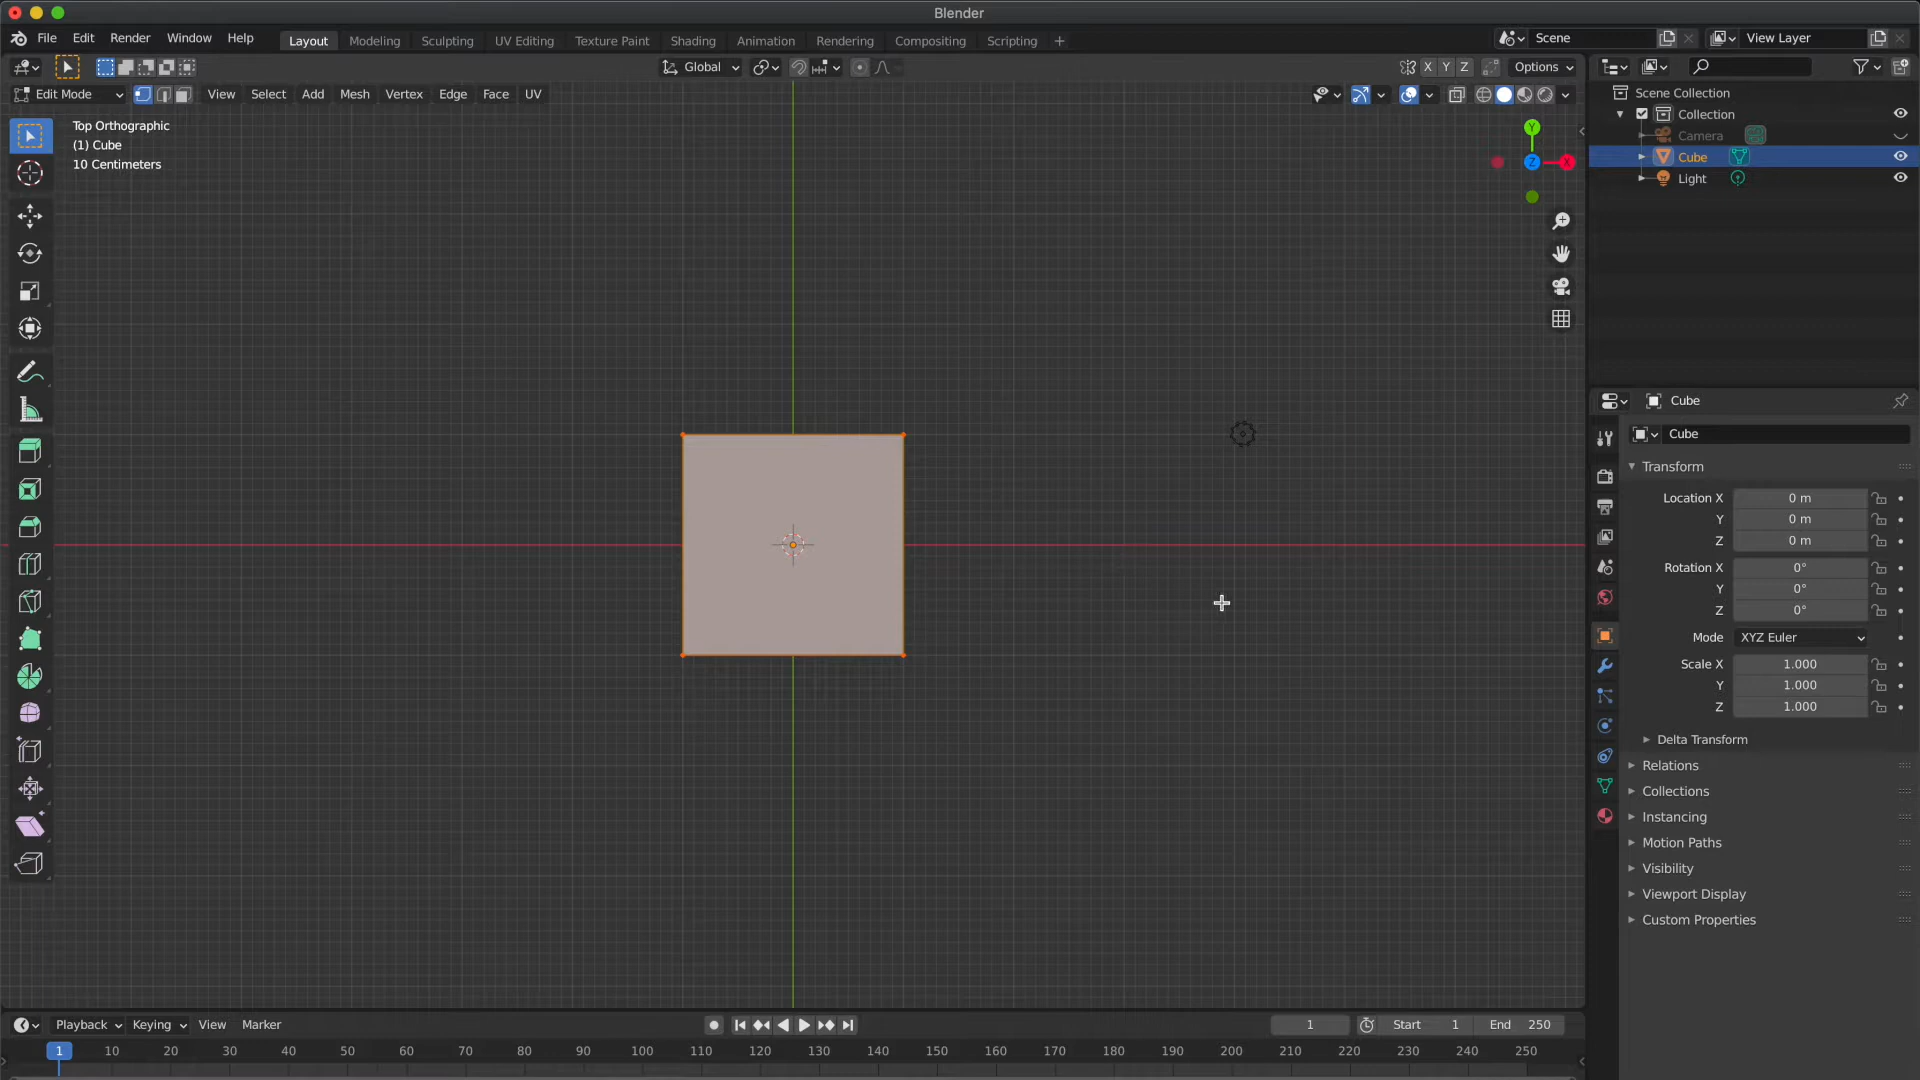 Blender
File Edit Render Window Help Layout Modeling Sculpting UV Editing Texture Paint Shading Animation Rendering Compositing Scripting + Scene View Layer
Global X Y Z Options
Edit Mode View Select Add Mesh Vertex Edge Face UV
Top Orthographic
(1) Cube
10 Centimeters
Y
Z X
Scene Collection
Collection
Camera
Cube
Light
Cube
Cube
Transform
Location X 0 m
Y 0 m
Z 0 m
Rotation X 0°
Y 0°
Z 0°
Mode XYZ Euler
Scale X 1.000
Y 1.000
Z 1.000
Delta Transform
Relations
Collections
Instancing
Motion Paths
Visibility
Viewport Display
Custom Properties
Playback Keying View Marker 1 Start 1 End 250
1 10 20 30 40 50 60 70 80 90 100 110 120 130 140 150 160 170 180 190 200 210 220 230 240 250